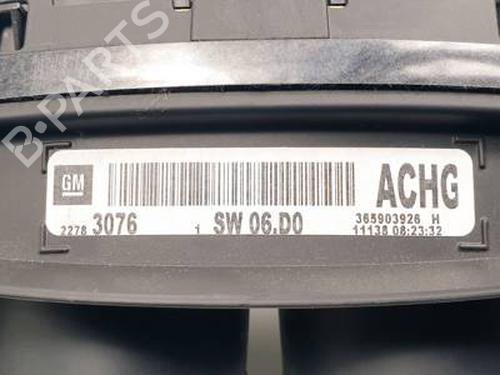 B-PARTS
GM
ACHG
2278 3076 1 SW 06.D0
365903926 H
11138 08:23:32